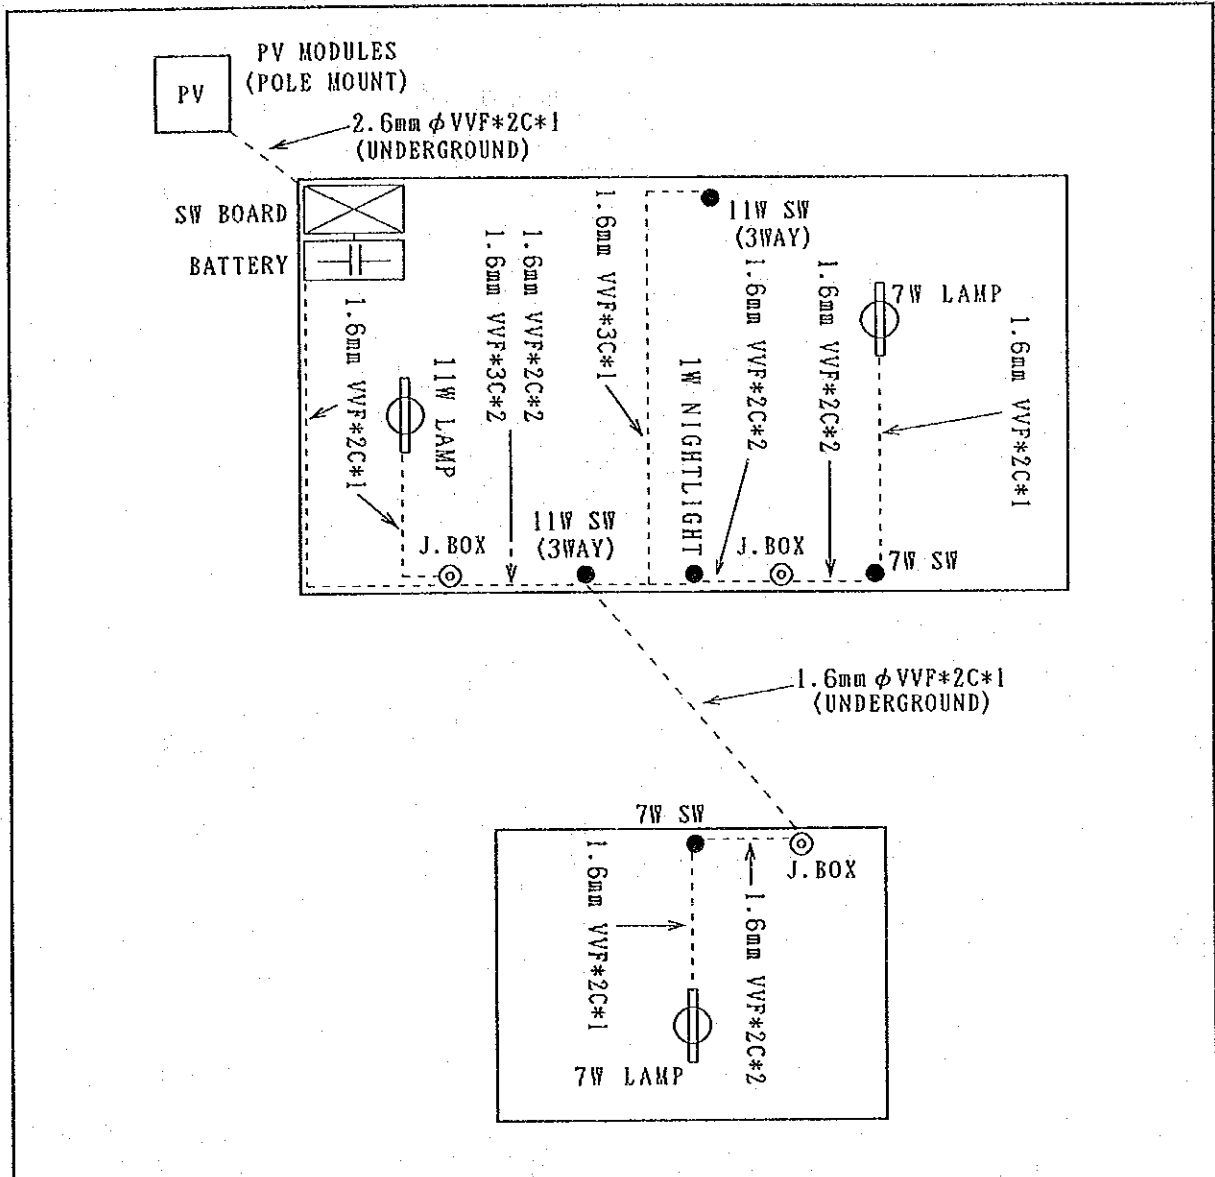 PV MODULES
(POLE MOUNT)
PV
2.6mm φ VVF*2C*1
(UNDERGROUND)
SW BOARD
BATTERY
1.6mm VVF*2C*1
11W LAMP
1.6mm VVF*3C*2
1.6mm VVF*2C*2
1.6mm VVF*3C*1
11W SW
(3WAY)
1W NIGHTLIGHT
1.6mm VVF*2C*2
1.6mm VVF*2C*2
7W LAMP
1.6mm VVF*2C*1
J.BOX
11W SW
(3WAY)
J.BOX
7W SW
1.6mm φ VVF*2C*1
(UNDERGROUND)
7W SW
J.BOX
1.6mm VVF*2C*1
1.6mm VVF*2C*2
7W LAMP